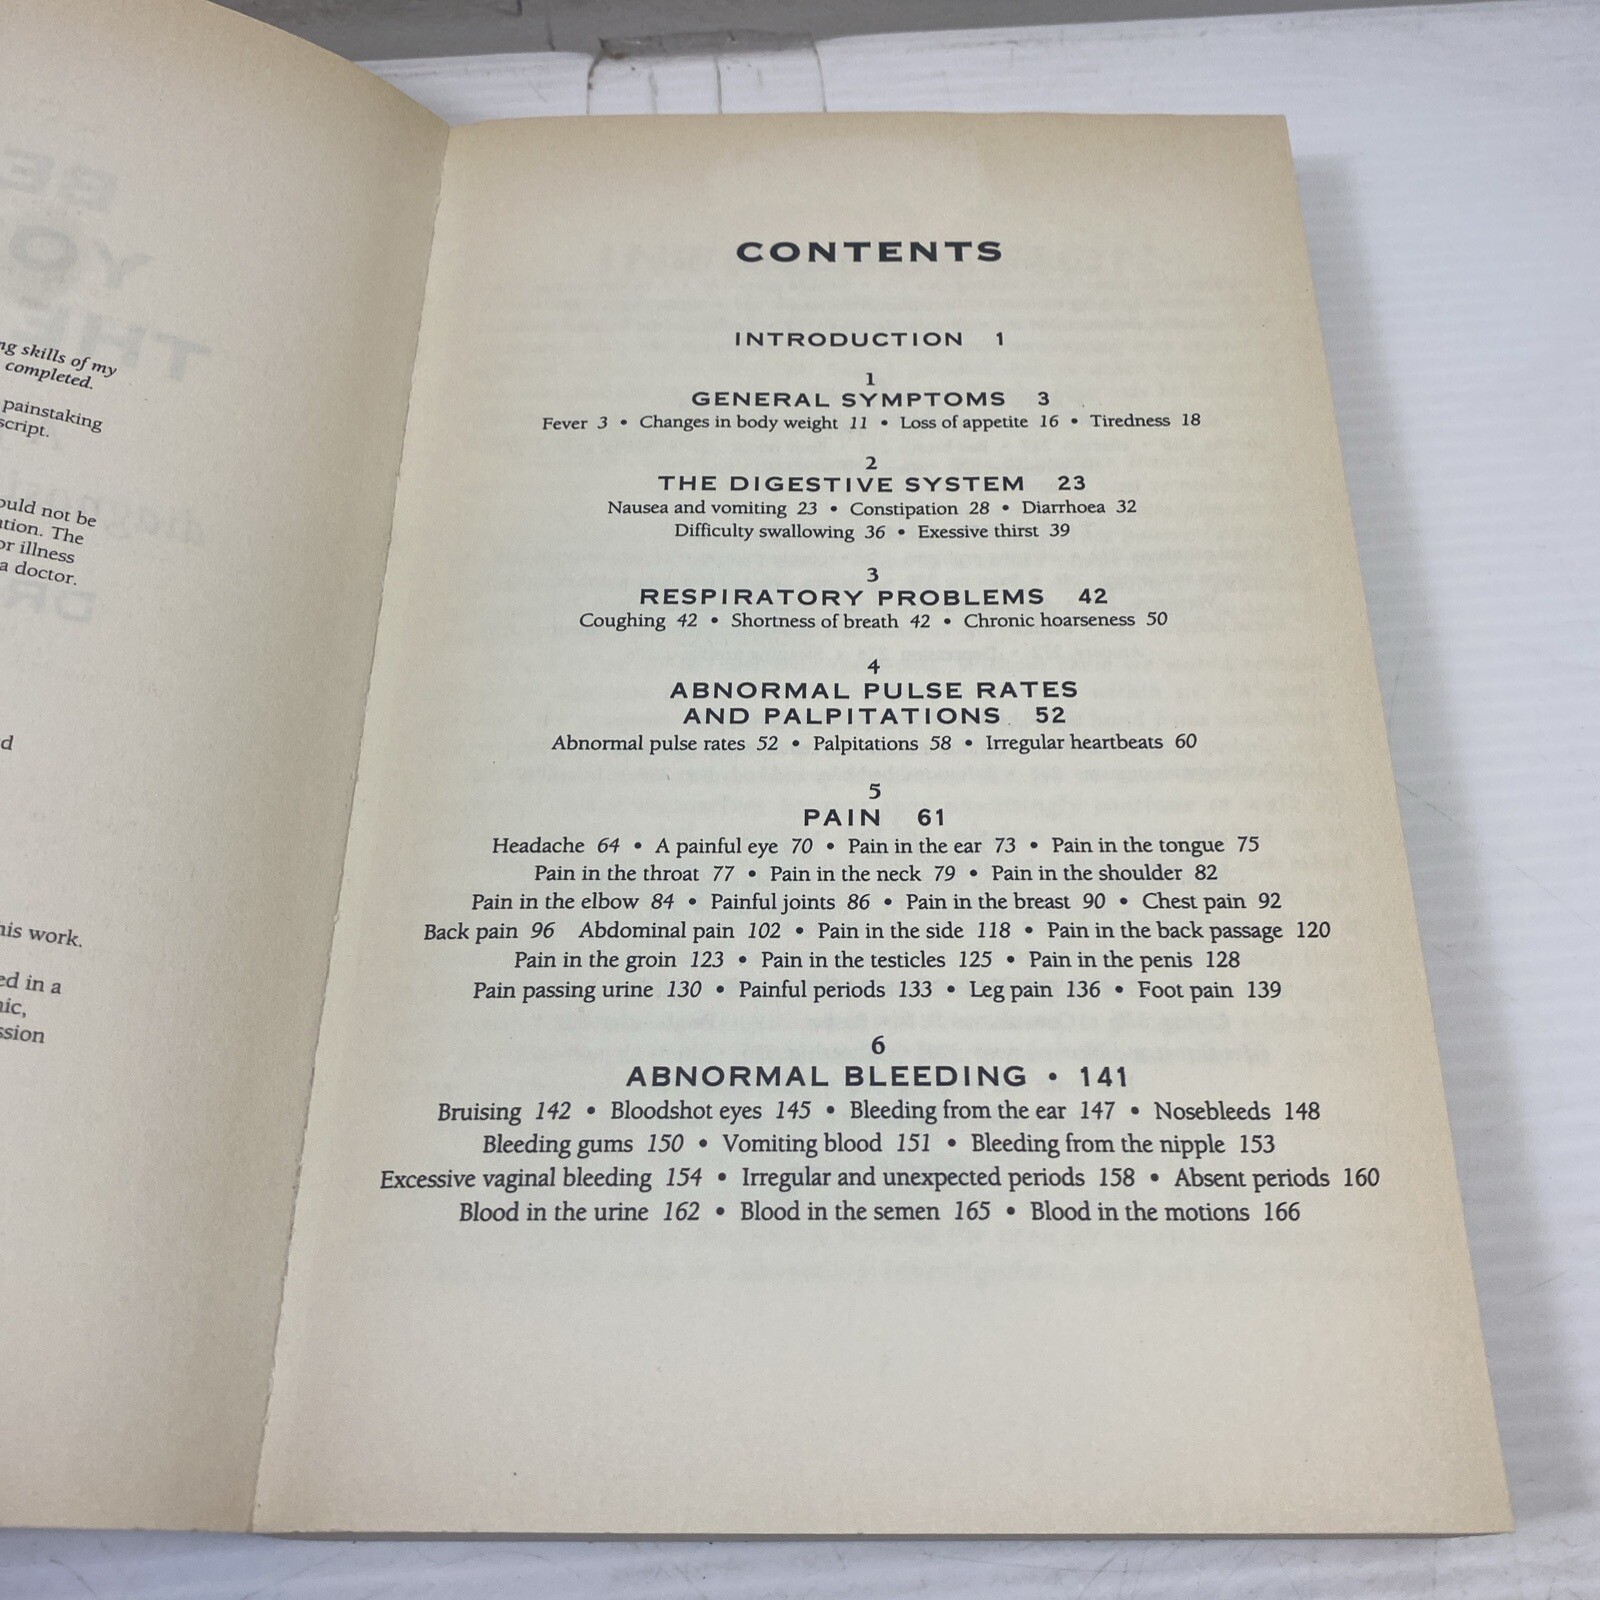 ng skills of my
completed.
painstaking
script.
ould not be
ation. The
or illness
a doctor.
d
his work.
ed in a
nic,
ssion
CONTENTS
INTRODUCTION 1
1
GENERAL SYMPTOMS 3
Fever 3 • Changes in body weight 11 • Loss of appetite 16 • Tiredness 18
2
THE DIGESTIVE SYSTEM 23
Nausea and vomiting 23 • Constipation 28 • Diarrhoea 32
Difficulty swallowing 36 • Exessive thirst 39
3
RESPIRATORY PROBLEMS 42
Coughing 42 • Shortness of breath 42 • Chronic hoarseness 50
4
ABNORMAL PULSE RATES
AND PALPITATIONS 52
Abnormal pulse rates 52 • Palpitations 58 • Irregular heartbeats 60
5
PAIN 61
Headache 64 • A painful eye 70 • Pain in the ear 73 • Pain in the tongue 75
Pain in the throat 77 • Pain in the neck 79 • Pain in the shoulder 82
Pain in the elbow 84 • Painful joints 86 • Pain in the breast 90 • Chest pain 92
Back pain 96 Abdominal pain 102 • Pain in the side 118 • Pain in the back passage 120
Pain in the groin 123 • Pain in the testicles 125 • Pain in the penis 128
Pain passing urine 130 • Painful periods 133 • Leg pain 136 • Foot pain 139
6
ABNORMAL BLEEDING • 141
Bruising 142 • Bloodshot eyes 145 • Bleeding from the ear 147 • Nosebleeds 148
Bleeding gums 150 • Vomiting blood 151 • Bleeding from the nipple 153
Excessive vaginal bleeding 154 • Irregular and unexpected periods 158 • Absent periods 160
Blood in the urine 162 • Blood in the semen 165 • Blood in the motions 166